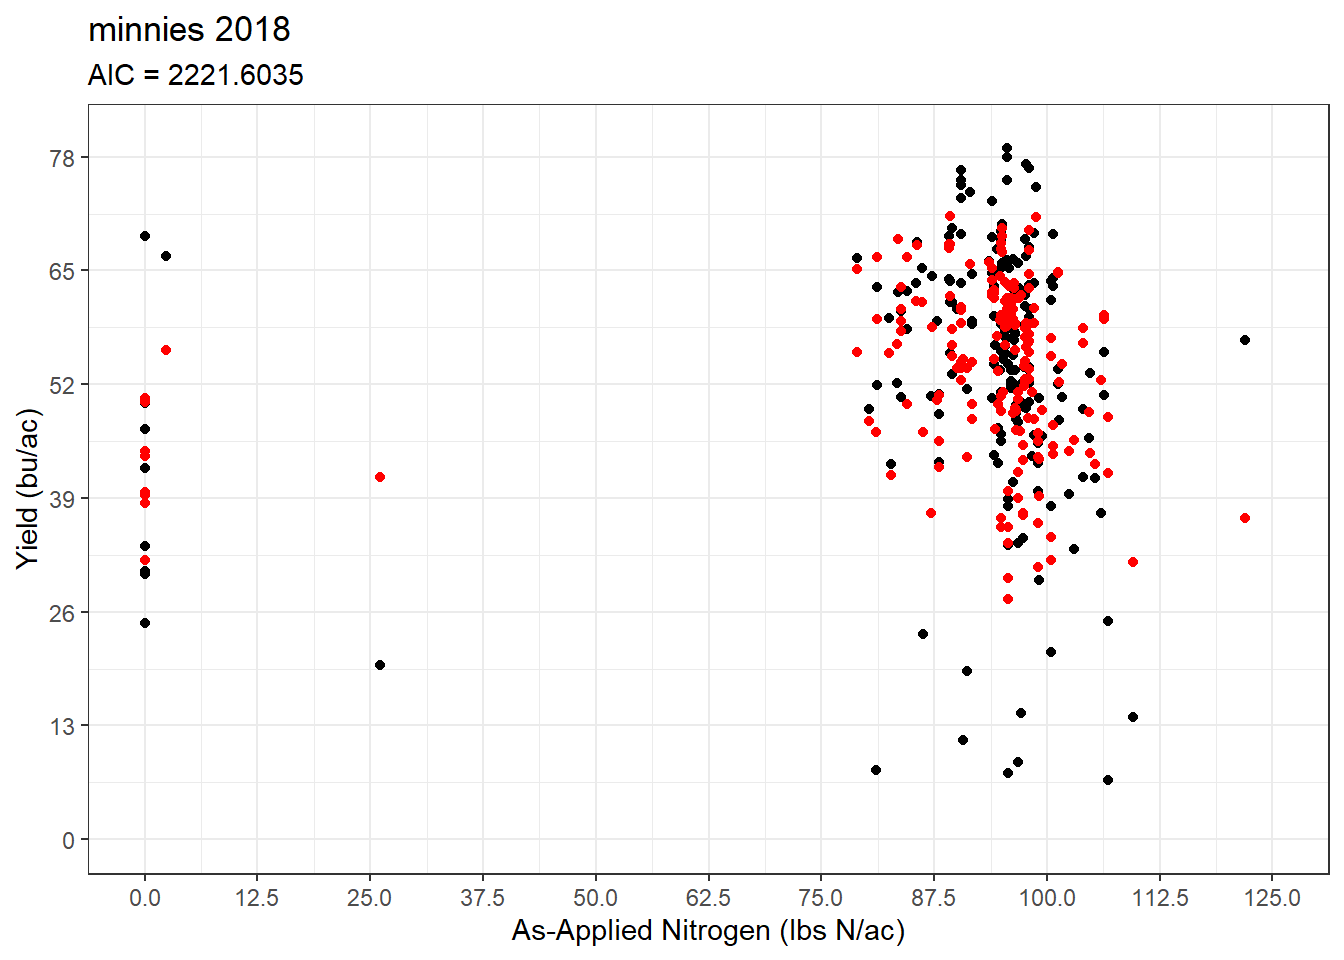 minnies 2018
AIC = 2221.6035
Yield (bu/ac)
78
65
52
39
26
13
0
0.0 12.5 25.0 37.5 50.0 62.5 75.0 87.5 100.0 112.5 125.0
As-Applied Nitrogen (lbs N/ac)